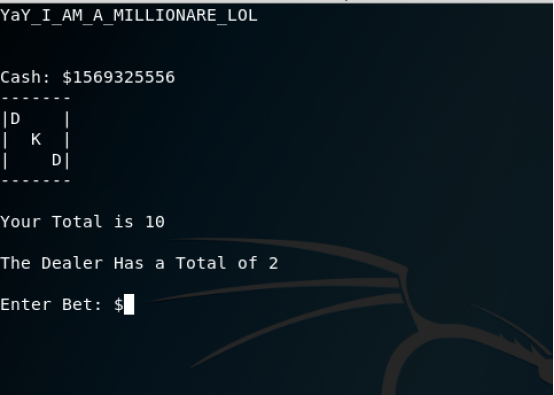 YaY_I_AM_A_MILLIONARE_LOL
Cash: $1569325556
-------
|D    |
|  K  |
|    D|
-------
Your Total is 10
The Dealer Has a Total of 2
Enter Bet: $